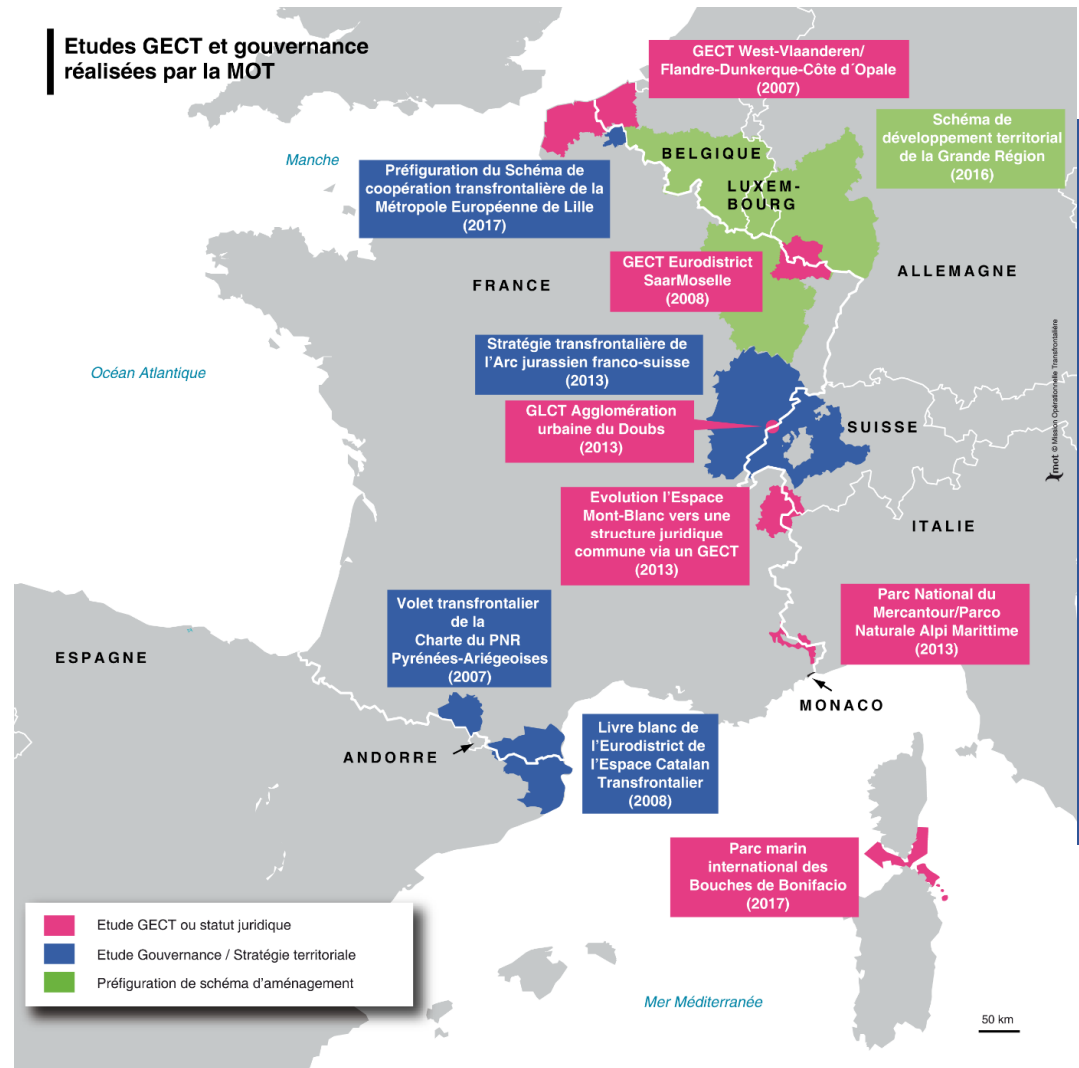 Etudes GECT et gouvernance
réalisées par la MOT
GECT West-Vlaanderen/
Flandre-Dunkerque-Côte d´Opale
(2007)
Schéma de
développement territorial
de la Grande Région
(2016)
Manche
BELGIQUE
Préfiguration du Schéma de
coopération transfrontalière de la
Métropole Européenne de Lille
(2017)
LUXEM-
BOURG
GECT Eurodistrict
SaarMoselle
(2008)
ALLEMAGNE
FRANCE
Stratégie transfrontalière de
l’Arc jurassien franco-suisse
(2013)
Océan Atlantique
GLCT Agglomération
urbaine du Doubs
(2013)
SUISSE
mot © Mission Opérationnelle Transfrontalière
Evolution l’Espace
Mont-Blanc vers une
structure juridique
commune via un GECT
(2013)
ITALIE
Parc National du
Mercantour/Parco
Naturale Alpi Marittime
(2013)
Volet transfrontalier
de la
Charte du PNR
Pyrénées-Ariégeoises
(2007)
ESPAGNE
MONACO
ANDORRE
Livre blanc de
l’Eurodistrict de
l’Espace Catalan
Transfrontalier
(2008)
Parc marin
international des
Bouches de Bonifacio
(2017)
Etude GECT ou statut juridique
Etude Gouvernance / Stratégie territoriale
Préfiguration de schéma d’aménagement
Mer Méditerranée
50 km